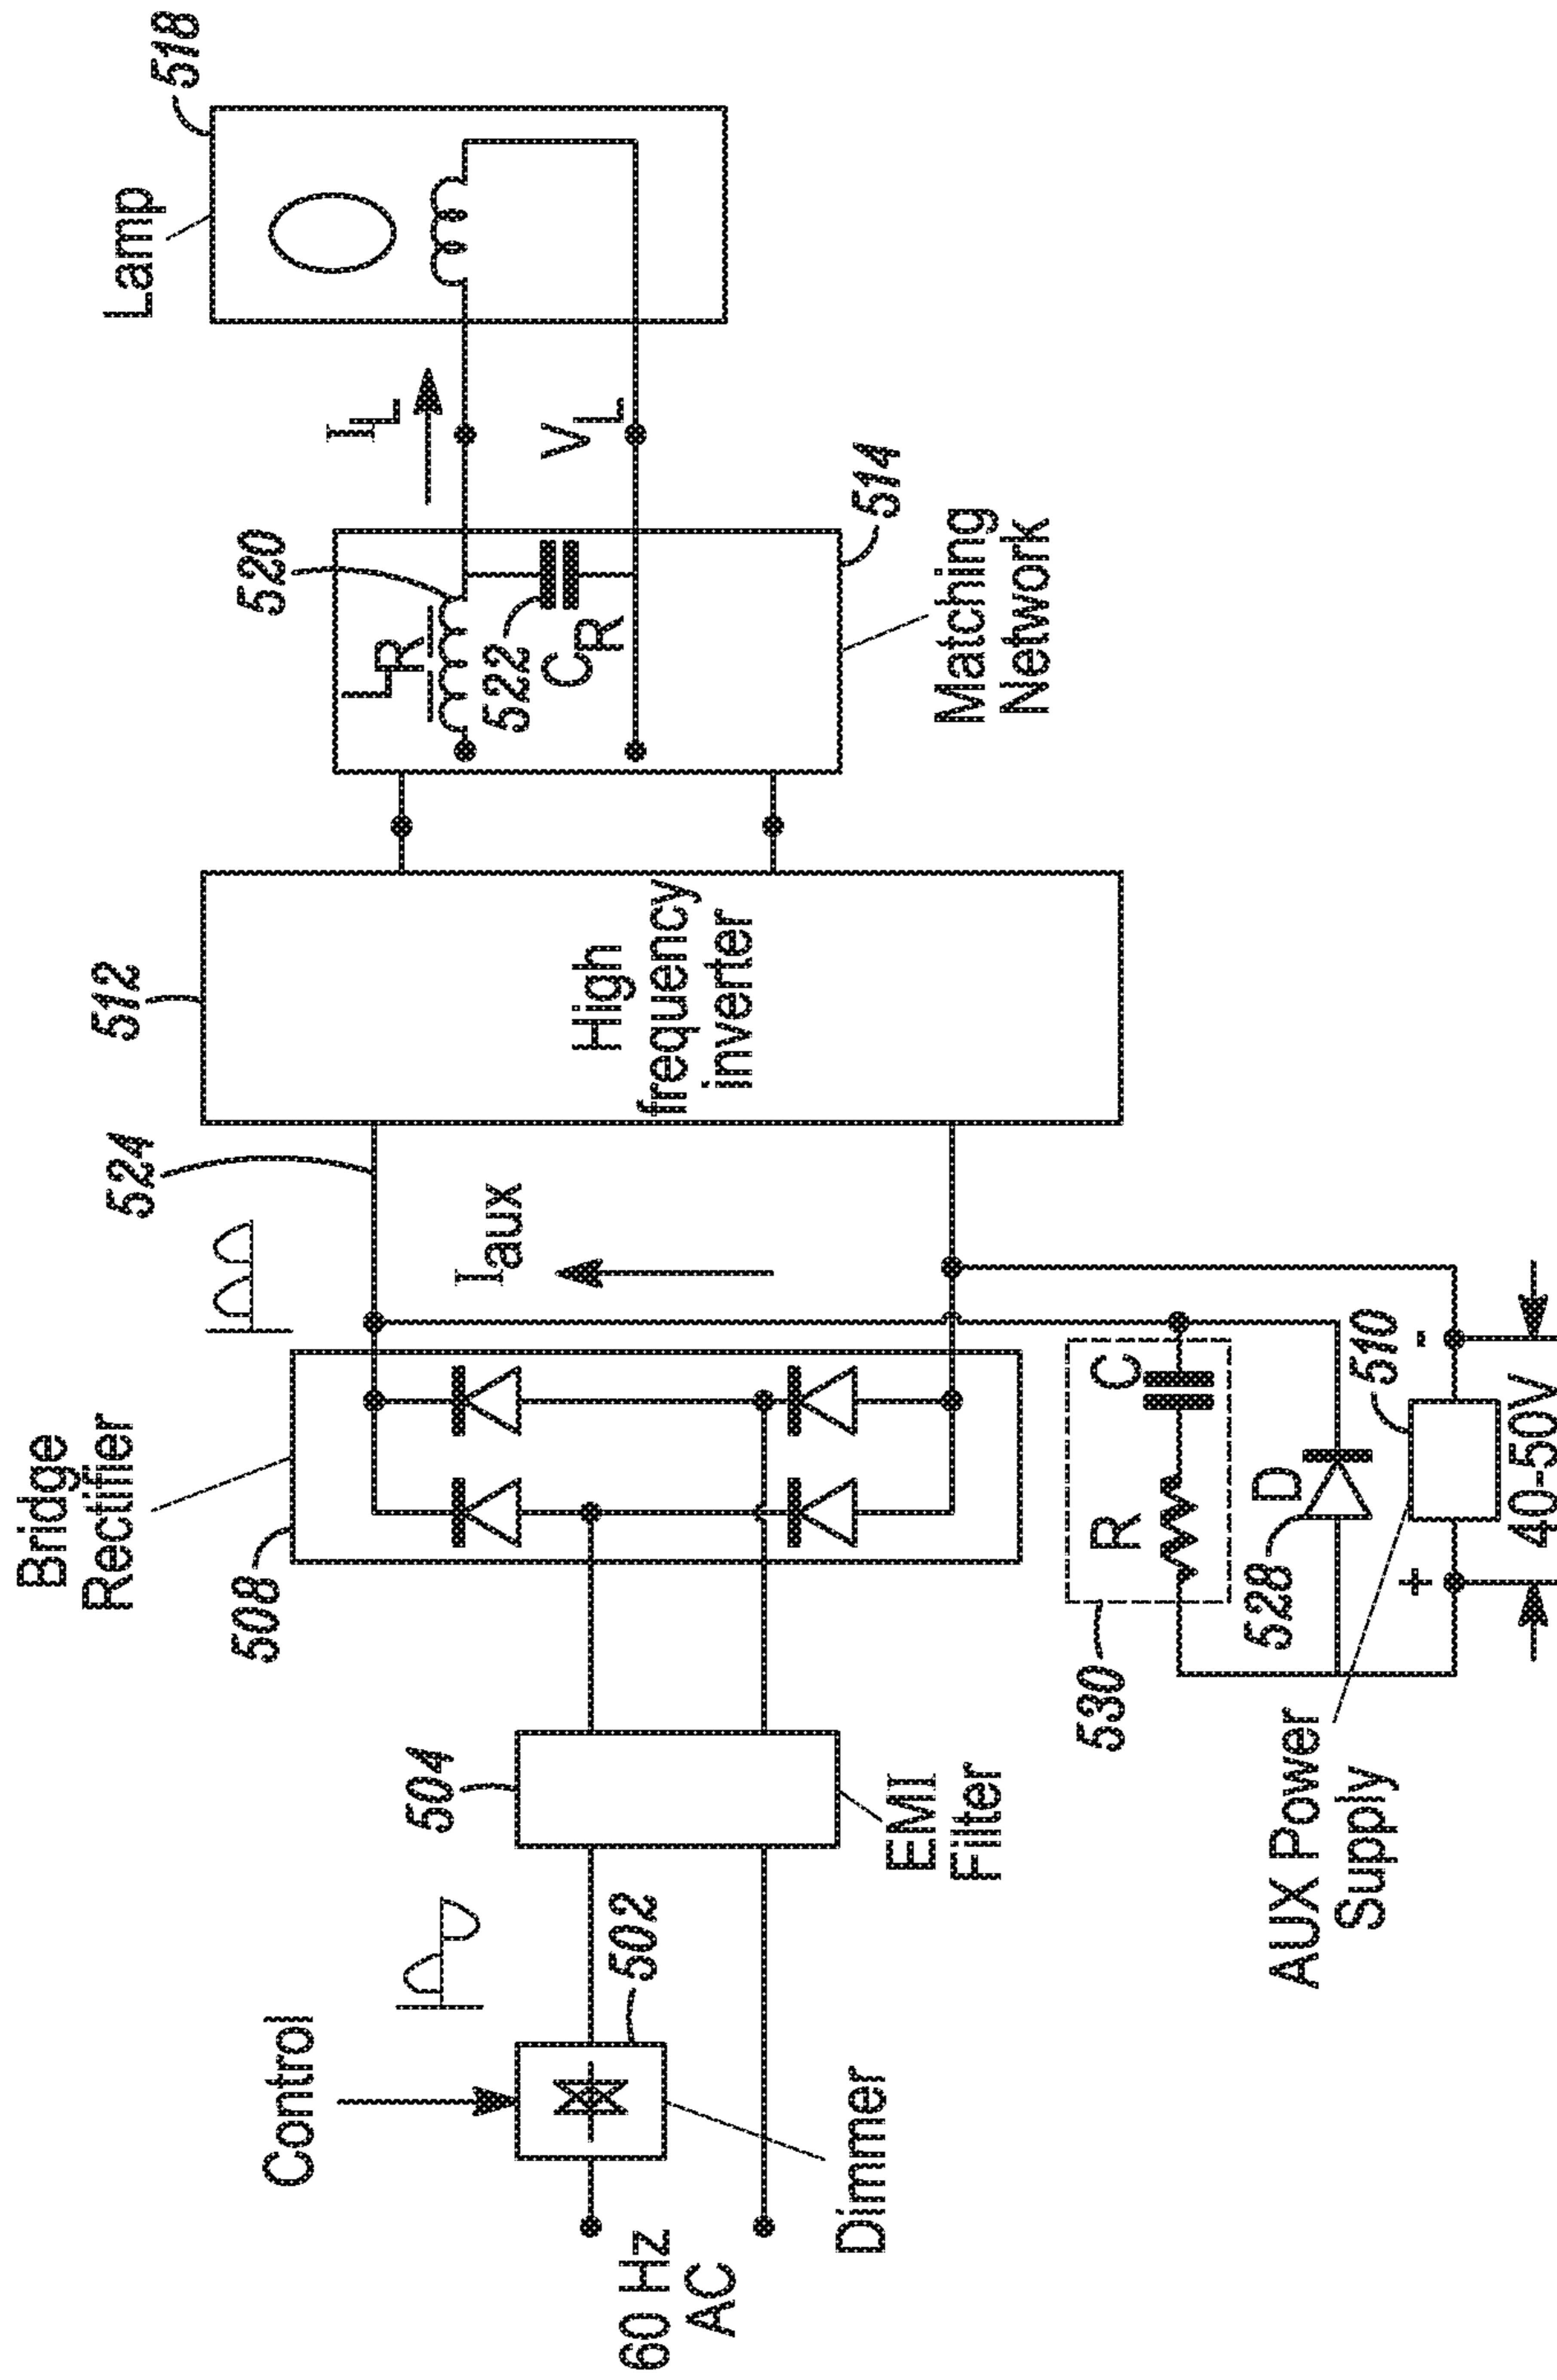 Bridge
Rectifier
508
Control
60 Hz
AC
502
Dimmer
504
EMI
Filter
524
I aux
512
High
frequency
inverter
520
L R
522
C R
514
Matching
Network
I L
V L
Lamp
518
530
R
C
528
D
AUX Power
Supply
+
-
510
40-50V